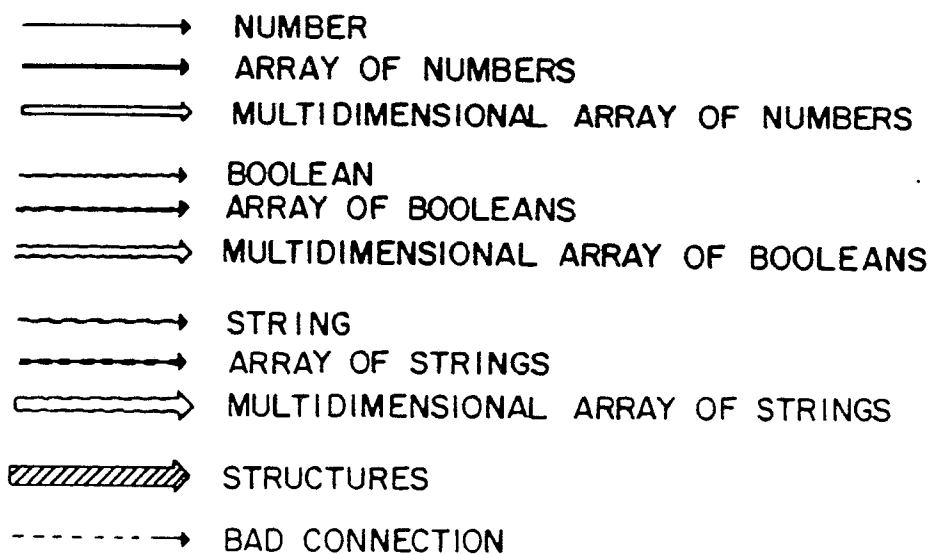 NUMBER
ARRAY OF NUMBERS
MULTIDIMENSIONAL ARRAY OF NUMBERS
BOOLEAN
ARRAY OF BOOLEANS
MULTIDIMENSIONAL ARRAY OF BOOLEANS
STRING
ARRAY OF STRINGS
MULTIDIMENSIONAL ARRAY OF STRINGS
STRUCTURES
BAD CONNECTION